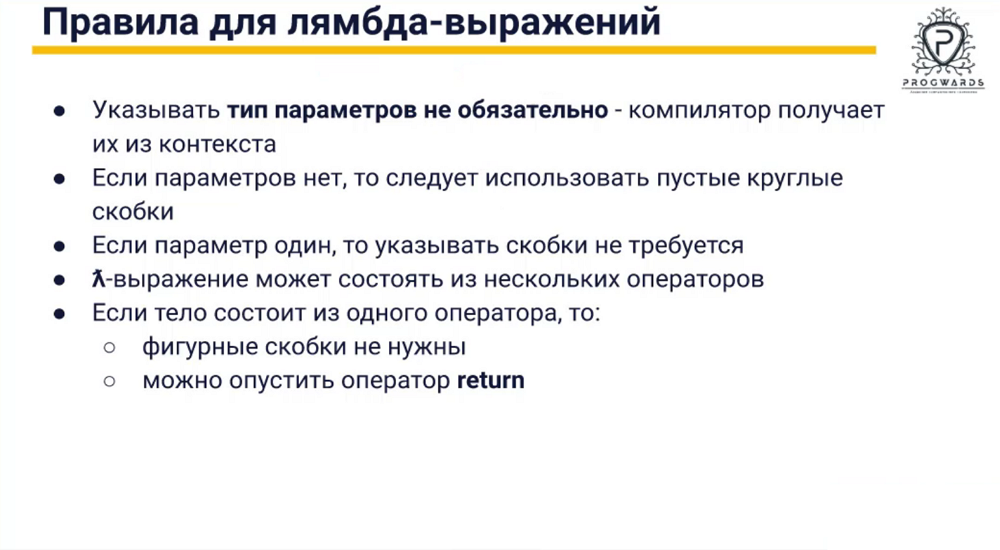 Правила для лямбда-выражений
PROGWARDS
● Указывать тип параметров не обязательно - компилятор получает
их из контекста
● Если параметров нет, то следует использовать пустые круглые
скобки
● Если параметр один, то указывать скобки не требуется
● ƛ-выражение может состоять из нескольких операторов
● Если тело состоит из одного оператора, то:
○ фигурные скобки не нужны
○ можно опустить оператор return